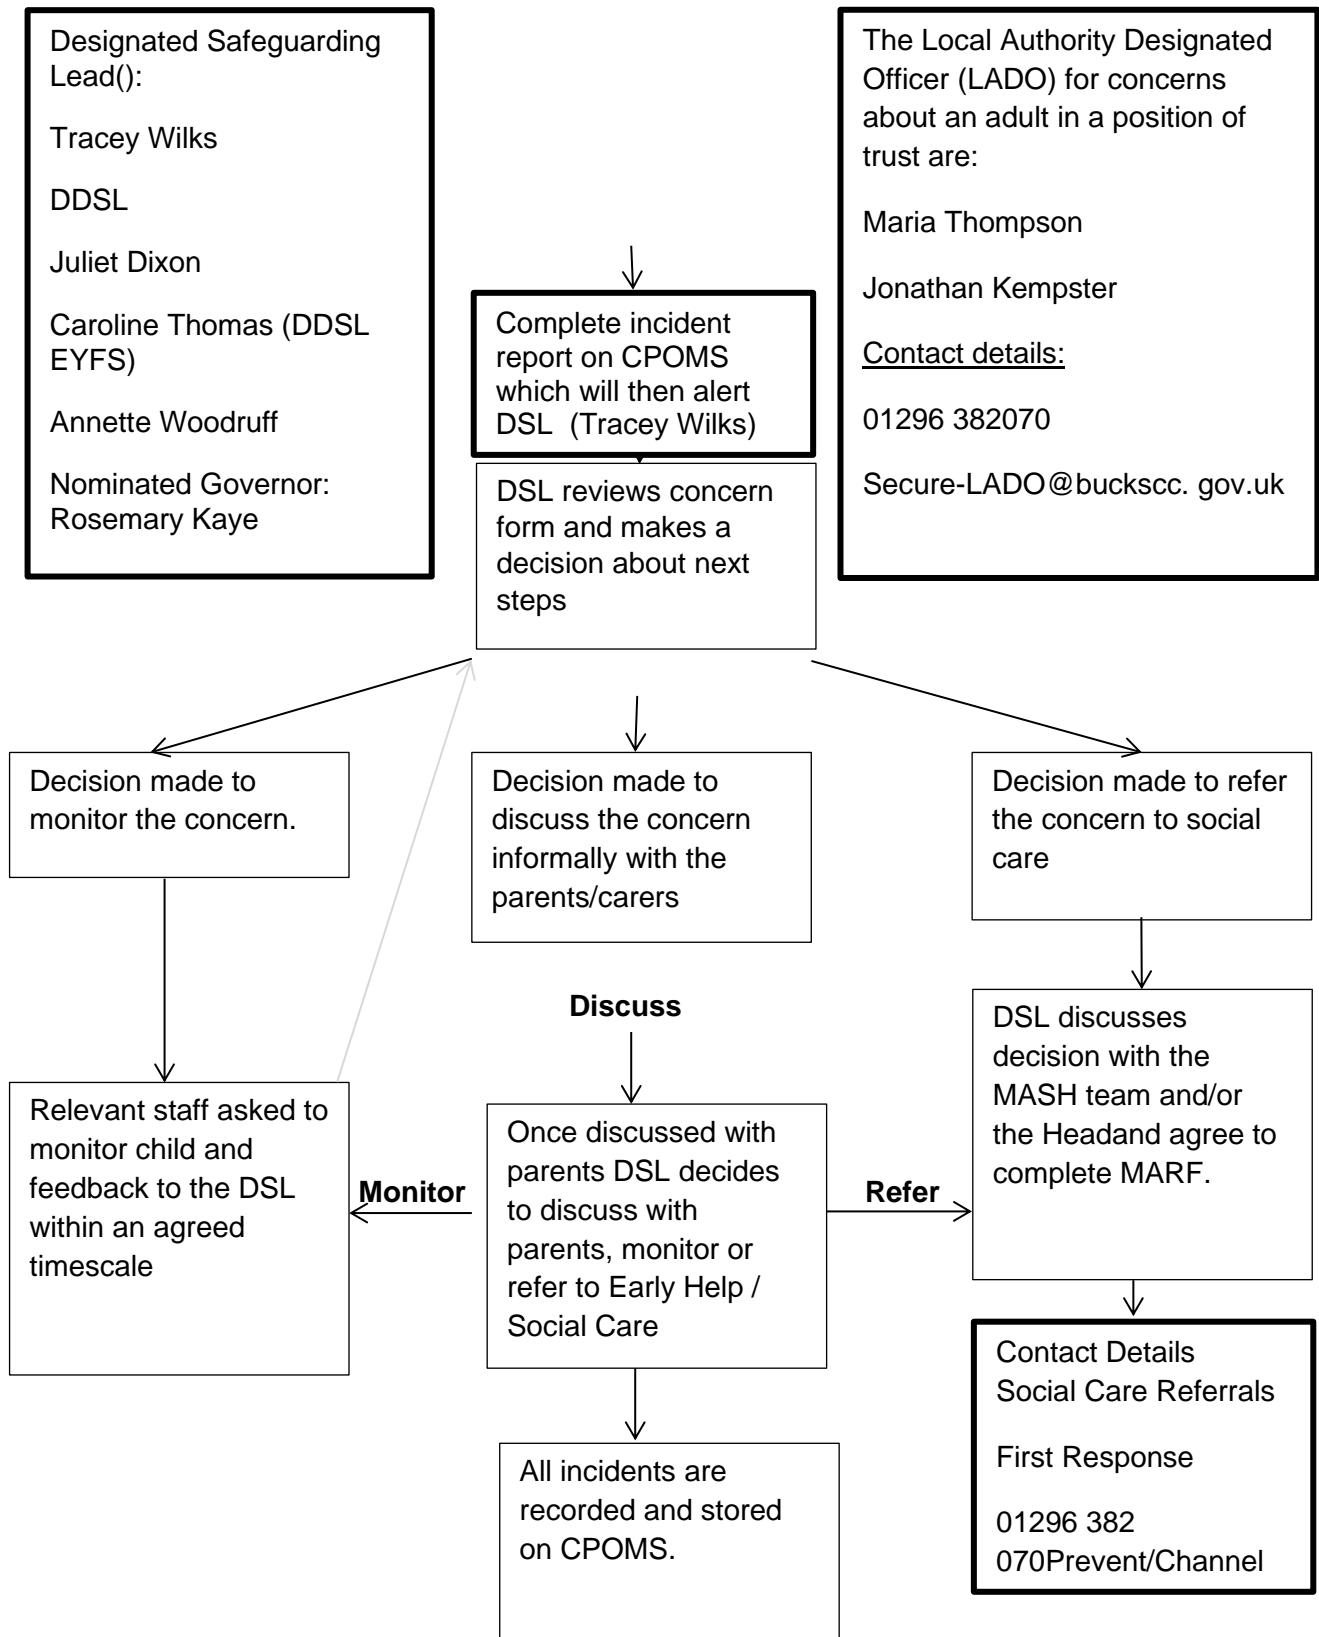 Designated Safeguarding
Lead():
Tracey Wilks
DDSL
Juliet Dixon
Caroline Thomas (DDSL
EYFS)
Annette Woodruff
Nominated Governor:
Rosemary Kaye
The Local Authority Designated
Officer (LADO) for concerns
about an adult in a position of
trust are:
Maria Thompson
Jonathan Kempster
Contact details:
01296 382070
Secure-LADO@buckscc. gov.uk
Complete incident
report on CPOMS
which will then alert
DSL  (Tracey Wilks)
DSL reviews concern
form and makes a
decision about next
steps
Decision made to
monitor the concern.
Decision made to
discuss the concern
informally with the
parents/carers
Decision made to refer
the concern to social
care
Discuss
Relevant staff asked to
monitor child and
feedback to the DSL
within an agreed
timescale
Monitor
Once discussed with
parents DSL decides
to discuss with
parents, monitor or
refer to Early Help /
Social Care
Refer
DSL discusses
decision with the
MASH team and/or
the Headand agree to
complete MARF.
All incidents are
recorded and stored
on CPOMS.
Contact Details
Social Care Referrals
First Response
01296 382
070Prevent/Channel